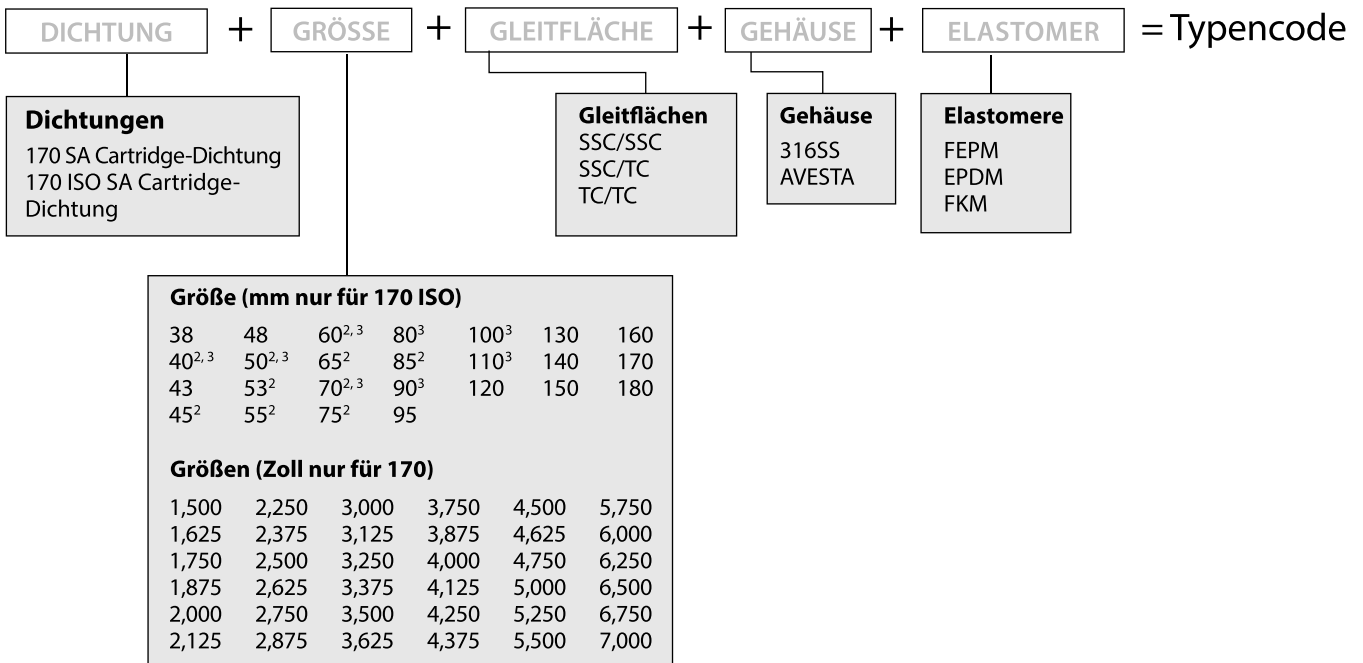 DICHTUNG + GRÖSSE + GLEITFLÄCHE + GEHÄUSE + ELASTOMER = Typencode
Dichtungen
170 SA Cartridge-Dichtung
170 ISO SA Cartridge-
Dichtung
Gleitflächen
SSC/SSC
SSC/TC
TC/TC
Gehäuse
316SS
AVESTA
Elastomere
FEPM
EPDM
FKM
Größe (mm nur für 170 ISO)
38 48 60²,³ 80³ 100³ 130 160
40²,³ 50²,³ 65² 85² 110³ 140 170
43 53² 70²,³ 90³ 120 150 180
45² 55² 75² 95
Größen (Zoll nur für 170)
1,500 2,250 3,000 3,750 4,500 5,750
1,625 2,375 3,125 3,875 4,625 6,000
1,750 2,500 3,250 4,000 4,750 6,250
1,875 2,625 3,375 4,125 5,000 6,500
2,000 2,750 3,500 4,250 5,250 6,750
2,125 2,875 3,625 4,375 5,500 7,000